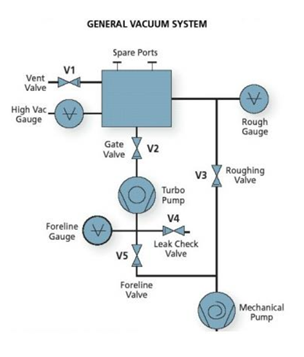 GENERAL VACUUM SYSTEM
Spare Ports
V1
Vent
Valve
High Vac
Gauge
Rough
Gauge
Gate
Valve
V2
V3
Roughing
Valve
Turbo
Pump
V4
Foreline
Gauge
Leak Check
Valve
V5
Foreline
Valve
Mechanical
Pump